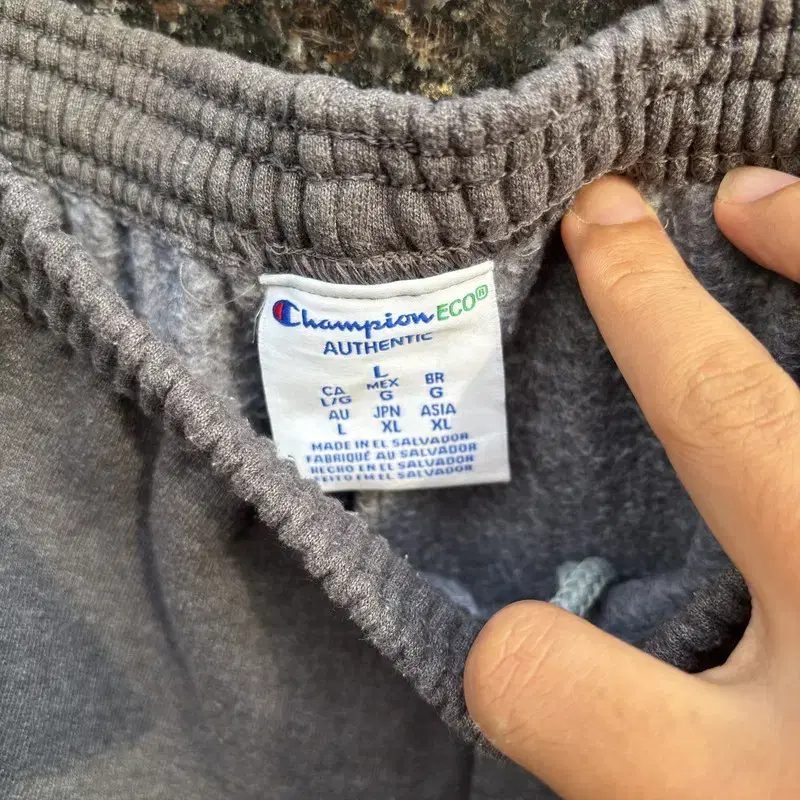 Champion ECO®
AUTHENTIC
L
CA MEX BR
L/G G G
AU JPN ASIA
L XL XL
MADE IN EL SALVADOR
FABRIQUÉ AU SALVADOR
HECHO EN EL SALVADOR
FEITO EM EL SALVADOR